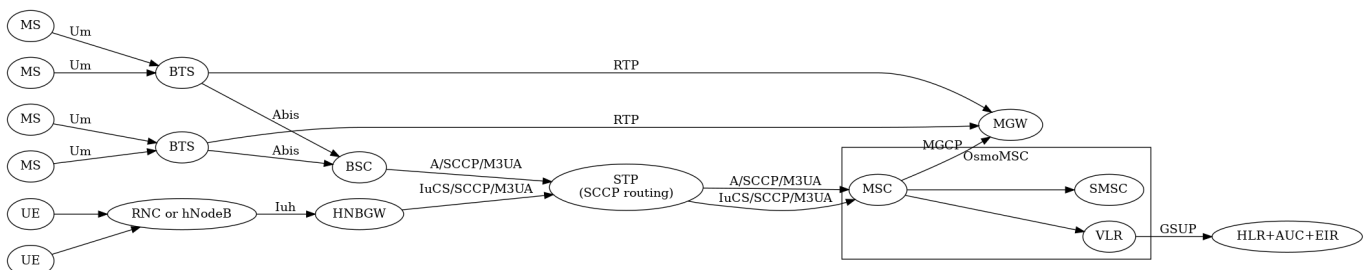 MS
Um
MS
Um
BTS
RTP
MS
Um
Abis
RTP
MGW
BTS
MGCP
OsmoMSC
MS
Um
Abis
BSC
A/SCCP/M3UA
STP
(SCCP routing)
A/SCCP/M3UA
MSC
SMSC
IuCS/SCCP/M3UA
IuCS/SCCP/M3UA
UE
RNC or hNodeB
Iuh
HNBGW
VLR
GSUP
HLR+AUC+EIR
UE